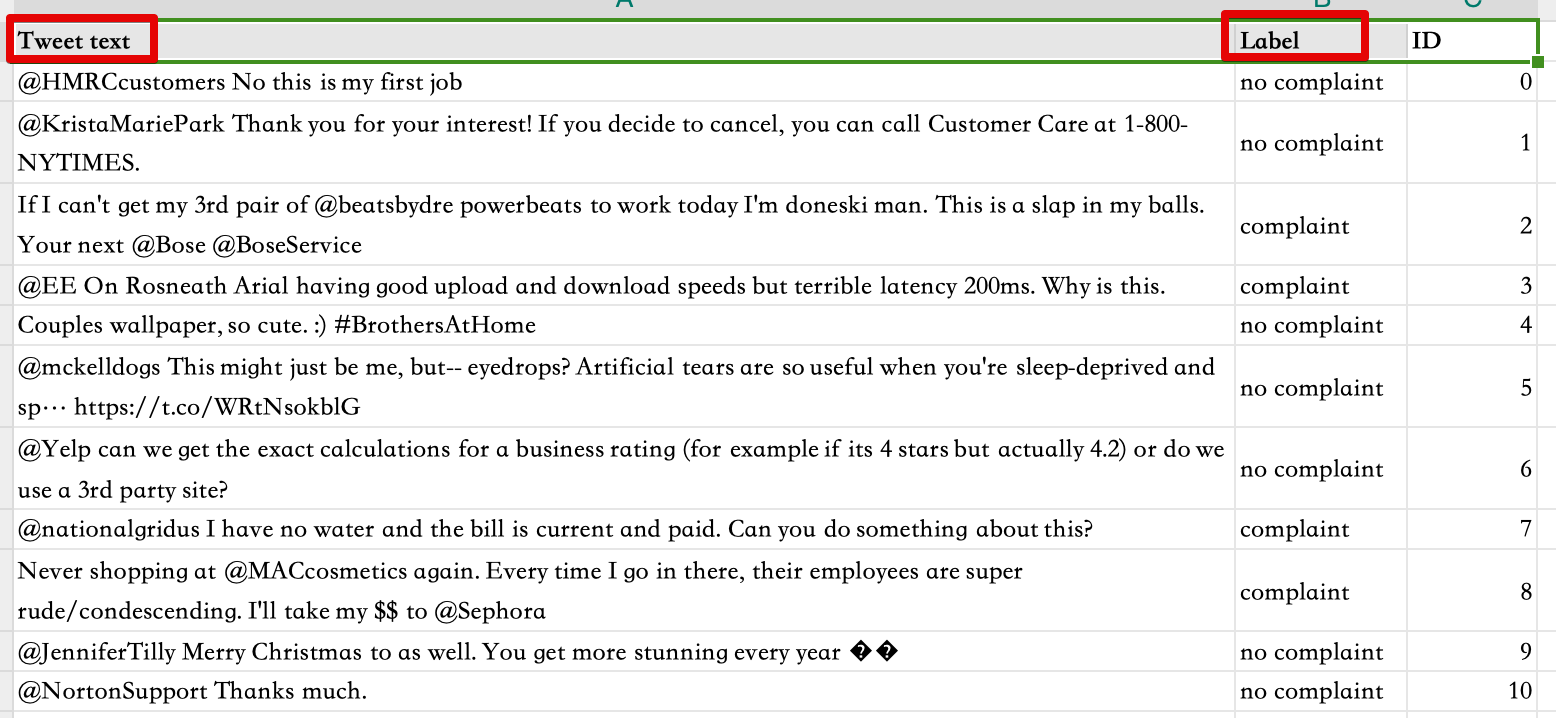 A B C
Tweet text Label ID
@HMRCcustomers No this is my first job no complaint 0
@KristaMariePark Thank you for your interest! If you decide to cancel, you can call Customer Care at 1-800-
NYTIMES.
no complaint 1
If I can't get my 3rd pair of @beatsbydre powerbeats to work today I'm doneski man. This is a slap in my balls.
Your next @Bose @BoseService
complaint 2
@EE On Rosneath Arial having good upload and download speeds but terrible latency 200ms. Why is this. complaint 3
Couples wallpaper, so cute. :) #BrothersAtHome no complaint 4
@mckelldogs This might just be me, but-- eyedrops? Artificial tears are so useful when you're sleep-deprived and
sp⋯ https://t.co/WRtNsokblG
no complaint 5
@Yelp can we get the exact calculations for a business rating (for example if its 4 stars but actually 4.2) or do we
use a 3rd party site?
no complaint 6
@nationalgridus I have no water and the bill is current and paid. Can you do something about this? complaint 7
Never shopping at @MACcosmetics again. Every time I go in there, their employees are super
rude/condescending. I'll take my $$ to @Sephora
complaint 8
@JenniferTilly Merry Christmas to as well. You get more stunning every year �� no complaint 9
@NortonSupport Thanks much. no complaint 10